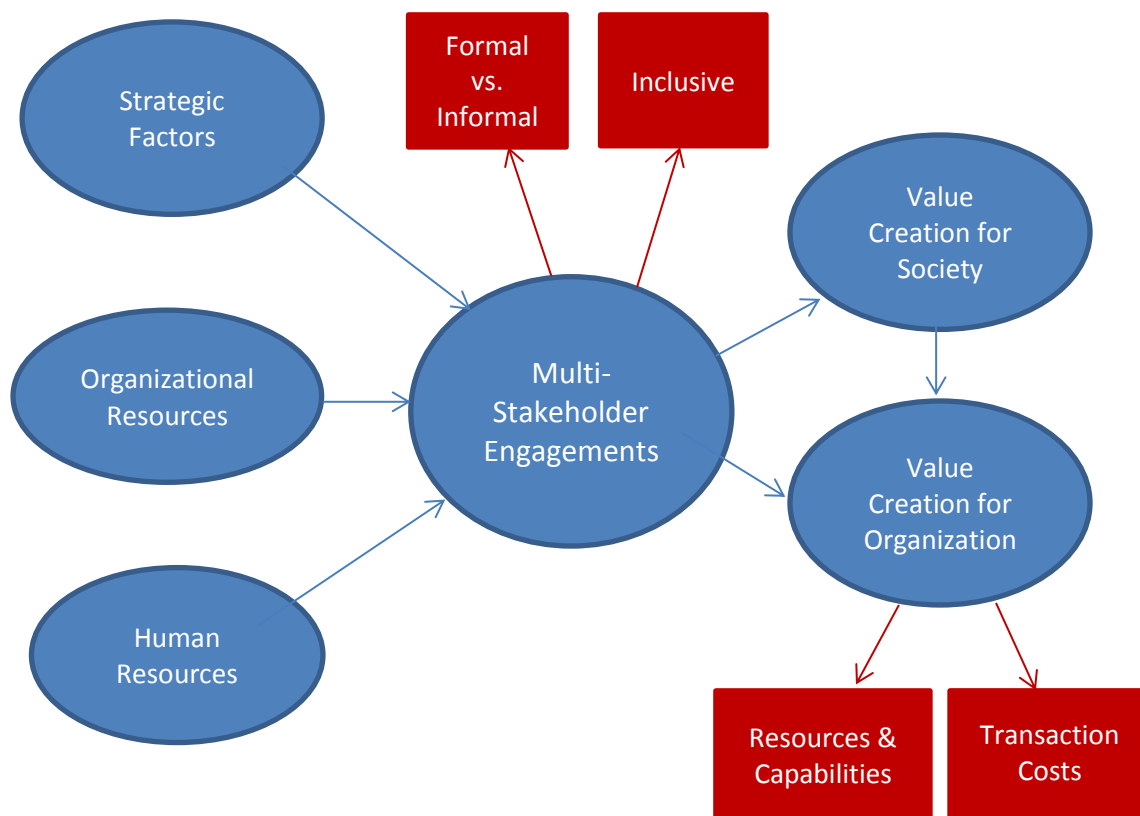 Formal
vs.
Informal
Inclusive
Strategic
Factors
Value
Creation for
Society
Organizational
Resources
Multi-
Stakeholder
Engagements
Value
Creation for
Organization
Human
Resources
Resources &
Capabilities
Transaction
Costs